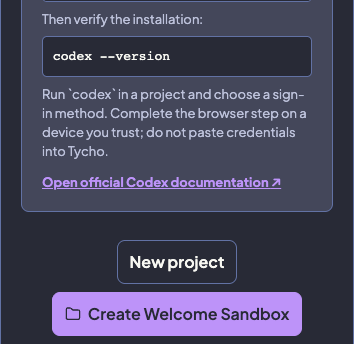 Then verify the installation:
codex --version
Run `codex` in a project and choose a sign-
in method. Complete the browser step on a
device you trust; do not paste credentials
into Tycho.
Open official Codex documentation ↗
New project
Create Welcome Sandbox